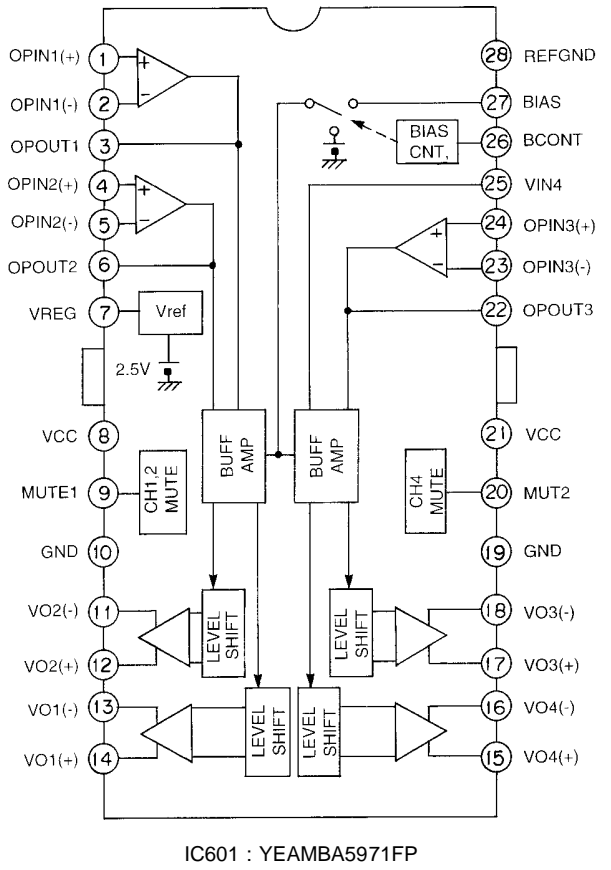 OPIN1(+) 1
OPIN1(-) 2
OPOUT1 3
OPIN2(+) 4
OPIN2(-) 5
OPOUT2 6
VREG 7
VCC 8
MUTE1 9
GND 10
VO2(-) 11
VO2(+) 12
VO1(-) 13
VO1(+) 14
+
-
+
-
Vref
2.5V
CH1,2
MUTE
BUFF
AMP
BUFF
AMP
LEVEL
SHIFT
LEVEL
SHIFT
LEVEL
SHIFT
LEVEL
SHIFT
BIAS
CNT,
+
-
CH4
MUTE
28 REFGND
27 BIAS
26 BCONT
25 VIN4
24 OPIN3(+)
23 OPIN3(-)
22 OPOUT3
21 VCC
20 MUT2
19 GND
18 VO3(-)
17 VO3(+)
16 VO4(-)
15 VO4(+)
IC601 : YEAMBA5971FP